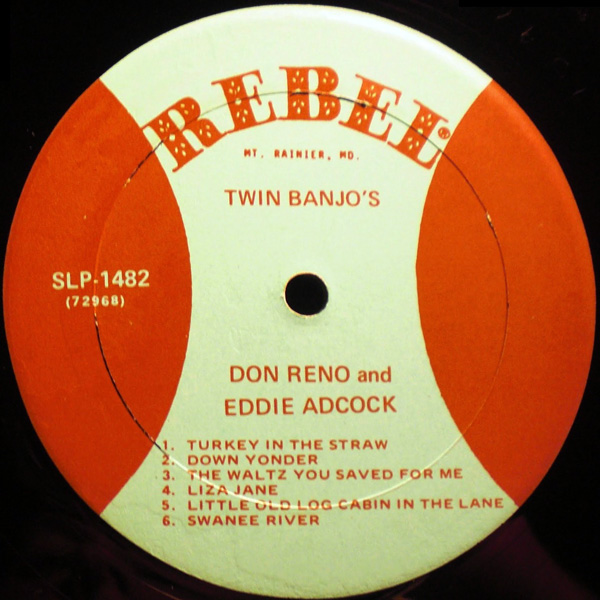 REBEL®
MT. RAINIER, MD.
TWIN BANJO'S
SLP-1482
(72968)
DON RENO and
EDDIE ADCOCK
1. TURKEY IN THE STRAW
2. DOWN YONDER
3. THE WALTZ YOU SAVED FOR ME
4. LIZA JANE
5. LITTLE OLD LOG CABIN IN THE LANE
6. SWANEE RIVER